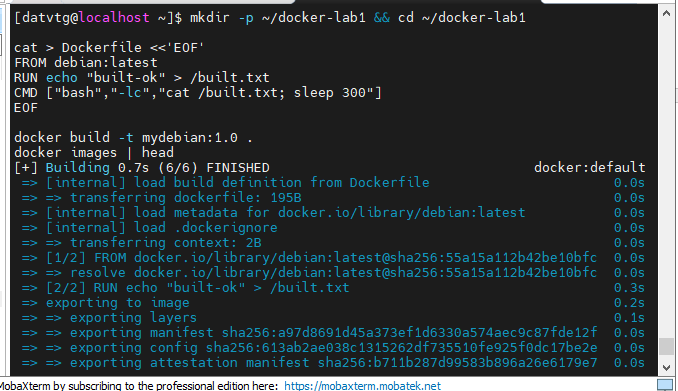 [datvtg@localhost ~]$ mkdir -p ~/docker-lab1 && cd ~/docker-lab1
cat > Dockerfile <<'EOF'
FROM debian:latest
RUN echo "built-ok" > /built.txt
CMD ["bash","-lc","cat /built.txt; sleep 300"]
EOF
docker build -t mydebian:1.0 .
docker images | head
[+] Building 0.7s (6/6) FINISHED docker:default
=> [internal] load build definition from Dockerfile 0.0s
=> => transferring dockerfile: 195B 0.0s
=> [internal] load metadata for docker.io/library/debian:latest 0.0s
=> [internal] load .dockerignore 0.0s
=> => transferring context: 2B 0.0s
=> [1/2] FROM docker.io/library/debian:latest@sha256:55a15a112b42be10bfc 0.0s
=> => resolve docker.io/library/debian:latest@sha256:55a15a112b42be10bfc 0.0s
=> [2/2] RUN echo "built-ok" > /built.txt 0.3s
=> exporting to image 0.2s
=> => exporting layers 0.1s
=> => exporting manifest sha256:a97d8691d45a373ef1d6330a574aec9c87fde12f 0.0s
=> => exporting config sha256:613ab2ae038c1315262df735510fe925f0dc17be2e 0.0s
=> => exporting attestation manifest sha256:b711b287d99583b896a26e6179e7 0.0s
MobaXterm by subscribing to the professional edition here: https://mobaxterm.mobatek.net